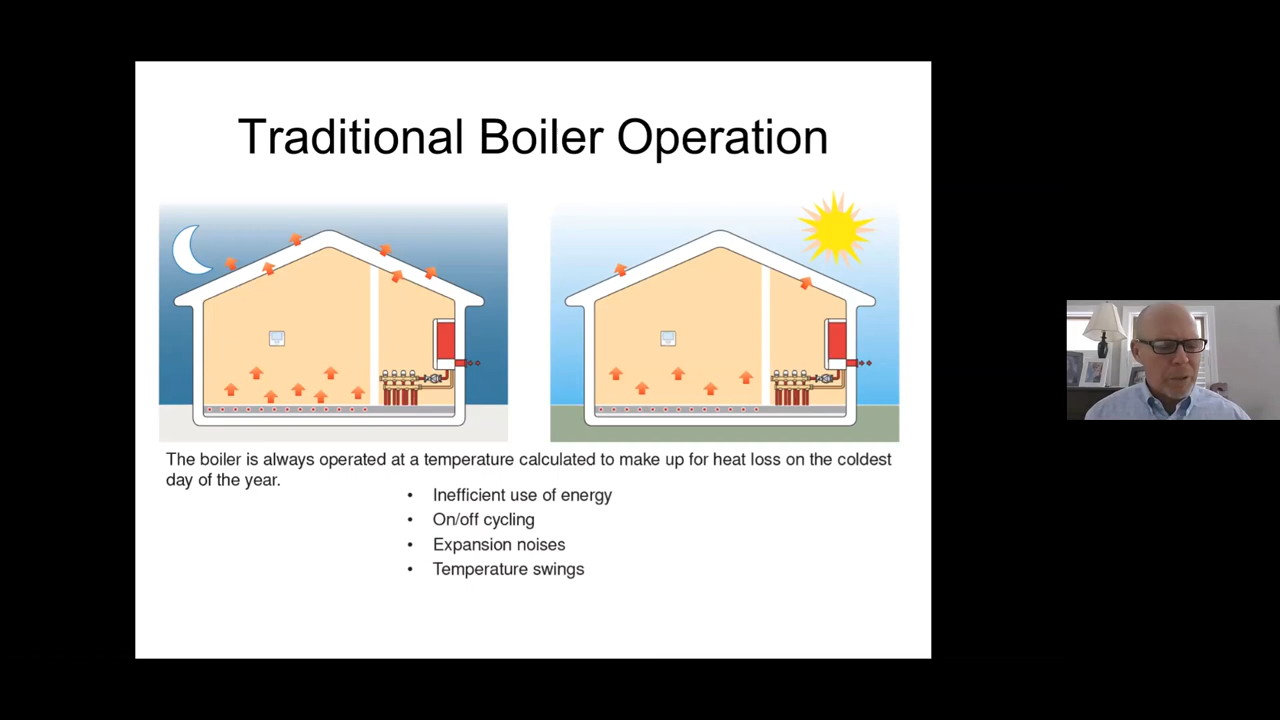 Traditional Boiler Operation
The boiler is always operated at a temperature calculated to make up for heat loss on the coldest
day of the year.
• Inefficient use of energy
• On/off cycling
• Expansion noises
• Temperature swings